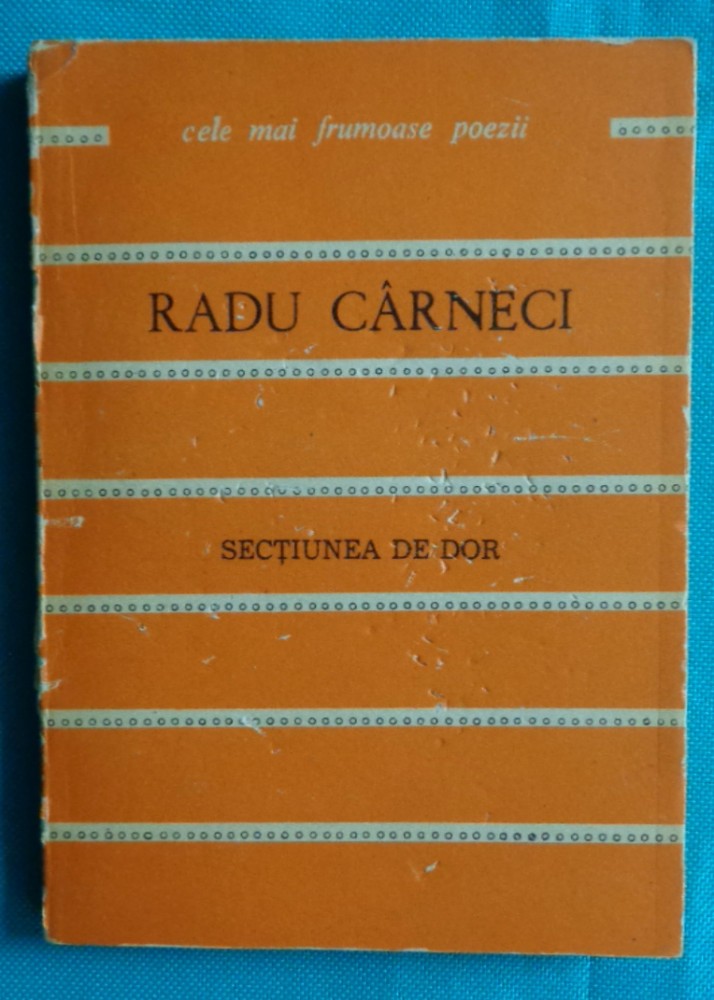 cele mai frumoase poezii
RADU CÂRNECI
SECȚIUNEA DE DOR